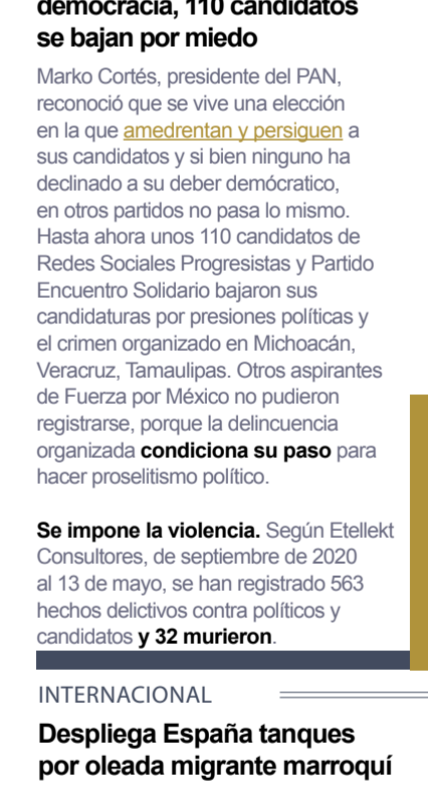 democracia, 110 candidatos
se bajan por miedo
Marko Cortés, presidente del PAN,
reconoció que se vive una elección
en la que amedrentan y persiguen a
sus candidatos y si bien ninguno ha
declinado a su deber demócratico,
en otros partidos no pasa lo mismo.
Hasta ahora unos 110 candidatos de
Redes Sociales Progresistas y Partido
Encuentro Solidario bajaron sus
candidaturas por presiones políticas y
el crimen organizado en Michoacán,
Veracruz, Tamaulipas. Otros aspirantes
de Fuerza por México no pudieron
registrarse, porque la delincuencia
organizada condiciona su paso para
hacer proselitismo político.
Se impone la violencia. Según Etellekt
Consultores, de septiembre de 2020
al 13 de mayo, se han registrado 563
hechos delictivos contra políticos y
candidatos y 32 murieron.
INTERNACIONAL
Despliega España tanques
por oleada migrante marroquí